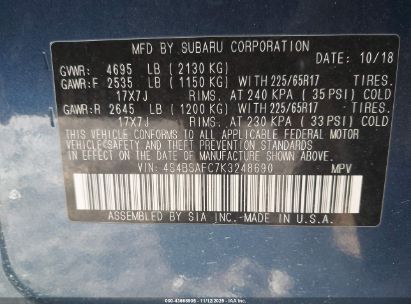 MFD BY SUBARU CORPORATION
DATE: 10/18
GVWR: 4695 LB (2130 KG)
GAWR:F 2535 LB (1150 KG) WITH 225/65R17 TIRES.
17X7J RIMS. AT 240 KPA (35 PSI) COLD
GAWR:R 2645 LB (1200 KG) WITH 225/65R17 TIRES.
17X7J RIMS. AT 230 KPA (33 PSI) COLD
THIS VEHICLE CONFORMS TO ALL APPLICABLE FEDERAL MOTOR
VEHICLE SAFETY, BUMPER, AND THEFT PREVENTION
STANDARDS IN EFFECT ON THE DATE OF MANUFACTURE SHOWN ABOVE.
VIN: 4S4BSAFC7K3248690 MPV
ASSEMBLED BY SIA INC.-MADE IN U.S.A.
11/12/2025